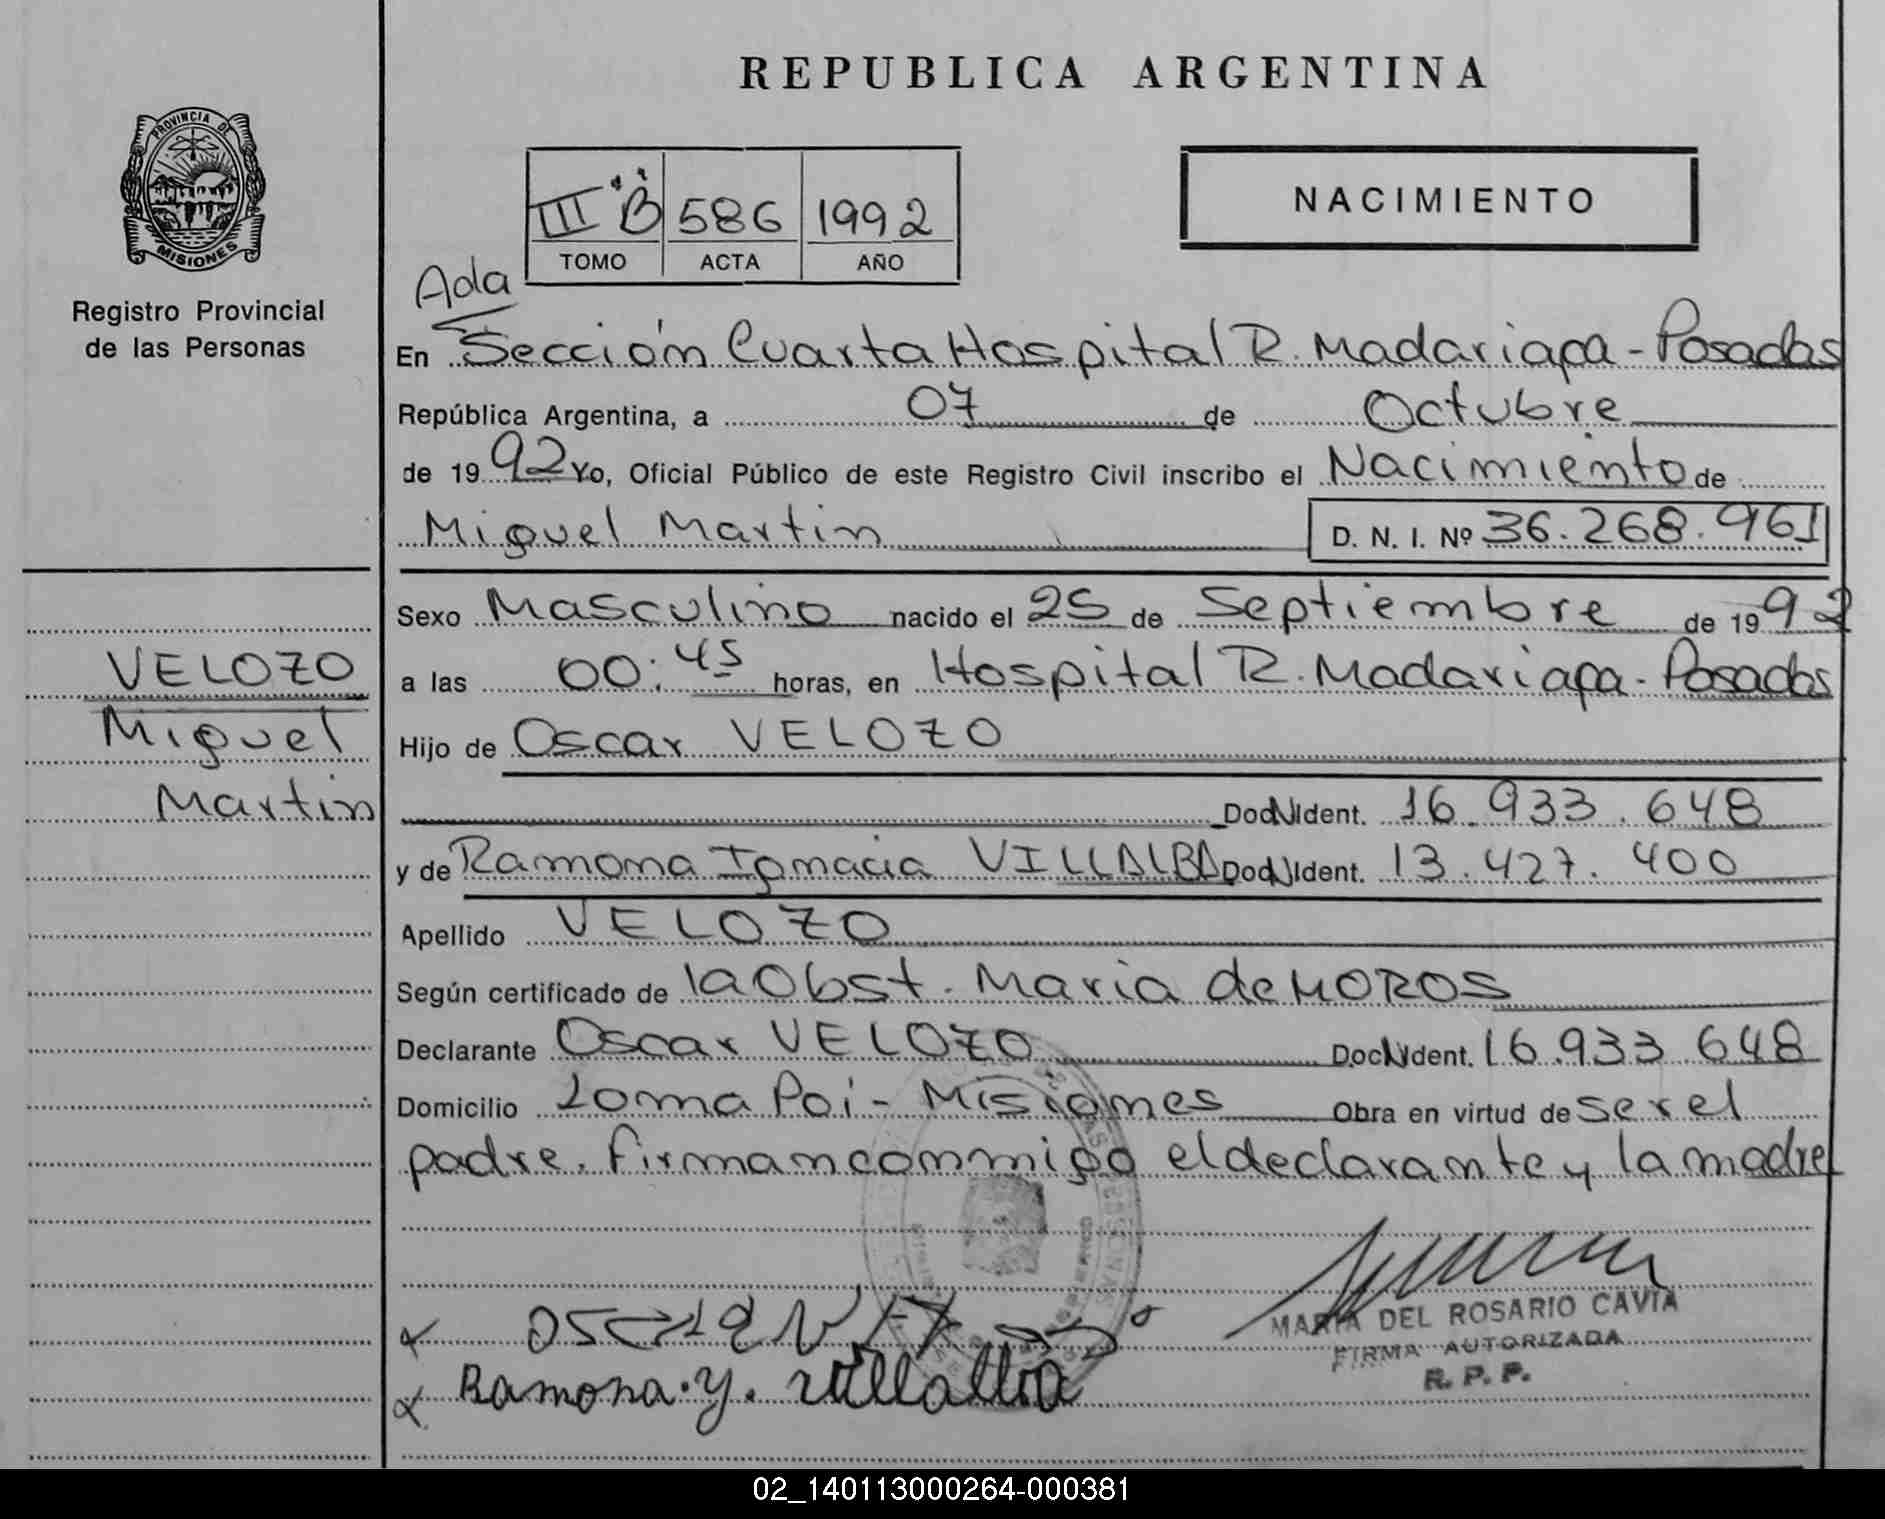 REPUBLICA ARGENTINA
PROVINCIA DE
MISIONES
Registro Provincial
de las Personas
III "B" 586 1992
TOMO ACTA AÑO
NACIMIENTO
Ada
En Sección Cuarta Hospital R. Madariaga - Posadas
República Argentina, a 07 de Octubre
de 1992 Yo, Oficial Público de este Registro Civil inscribo el Nacimiento de
Miguel Martin D. N. I. Nº 36.268.961
Sexo Masculino nacido el 25 de Septiembre de 1992
a las 00:45 horas, en Hospital R. Madariaga - Posadas
VELOZO
Miguel
Martin
Hijo de Oscar VELOZO
Doc. N Ident. 16.933.648
y de Ramona Ignacia VILLALBA Doc. N Ident. 13.427.400
Apellido VELOZO
Según certificado de la Obst. Maria de MOROS
Declarante Oscar VELOZO Doc. N Ident. 16.933.648
Domicilio Loma Poi - Misiones Obra en virtud de ser el
padre. Firman conmigo el declarante y la madre
MARIA DEL ROSARIO CAVIA
FIRMA AUTORIZADA
R. P. P.
Ramona. Y. Villalba
02_140113000264-000381